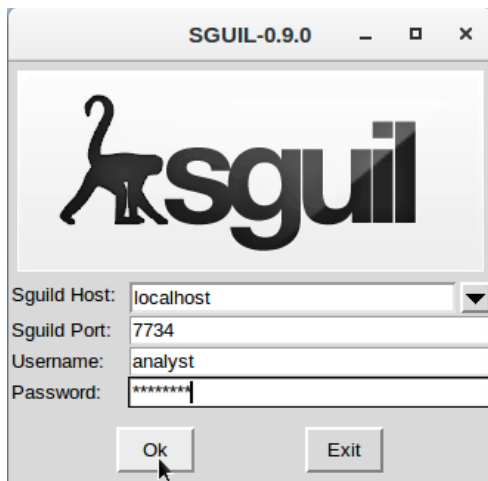 SGUIL-0.9.0
sguil
Sguild Host: localhost
Sguild Port: 7734
Username: analyst
Password: ********
Ok Exit